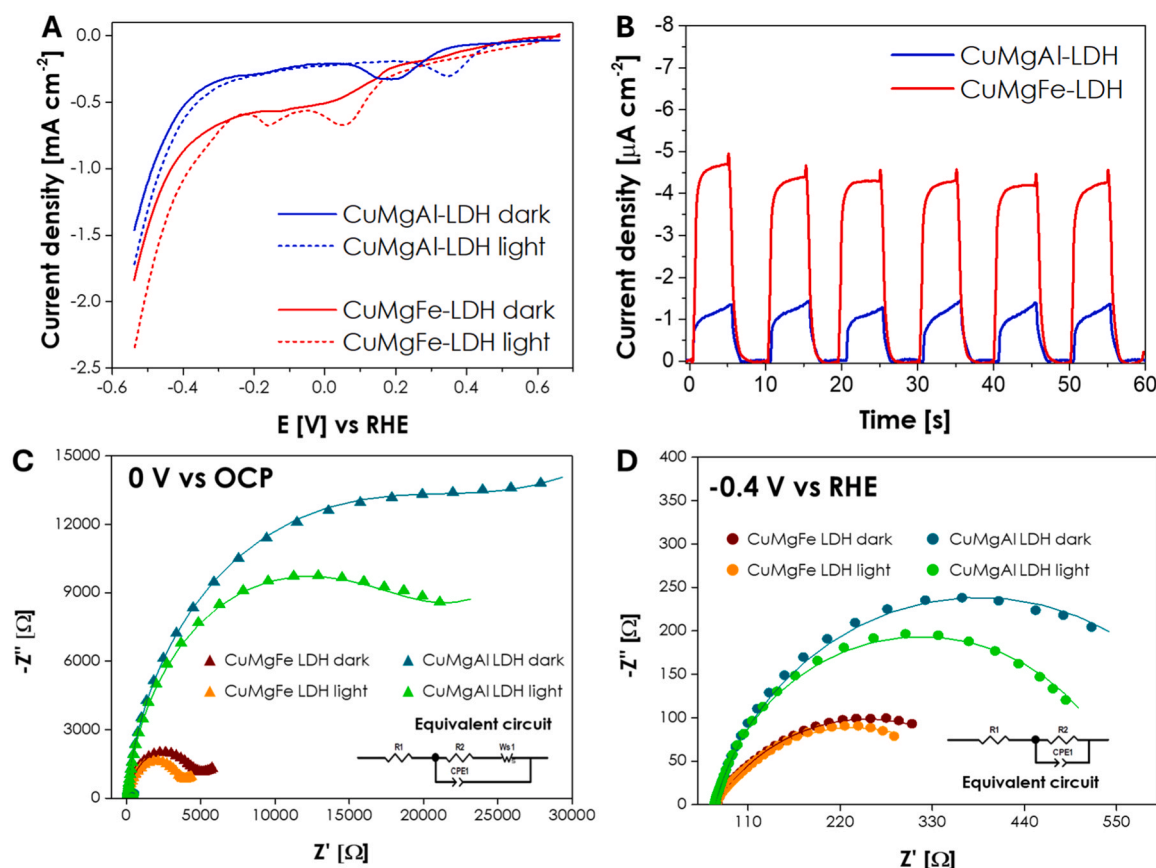 A
0.0
-0.5
-1.0
-1.5
-2.0
-2.5
Current density [mA cm-2]
CuMgAl-LDH dark
CuMgAl-LDH light
CuMgFe-LDH dark
CuMgFe-LDH light
-0.6
-0.4
-0.2
0.0
0.2
0.4
0.6
E [V] vs RHE
B
-8
-7
-6
-5
-4
-3
-2
-1
0
Current density [µA cm-2]
CuMgAl-LDH
CuMgFe-LDH
0
10
20
30
40
50
60
Time [s]
C
0 V vs OCP
15000
12000
9000
6000
3000
0
-Z'' [Ω]
CuMgFe LDH dark
CuMgAl LDH dark
CuMgFe LDH light
CuMgAl LDH light
Equivalent circuit
R1
R2
Ws1
CPE1
0
5000
10000
15000
20000
25000
30000
Z' [Ω]
D
-0.4 V vs RHE
400
350
300
250
200
150
100
50
0
-Z'' [Ω]
CuMgFe LDH dark
CuMgAl LDH dark
CuMgFe LDH light
CuMgAl LDH light
R1
R2
CPE1
Equivalent circuit
110
220
330
440
550
Z' [Ω]